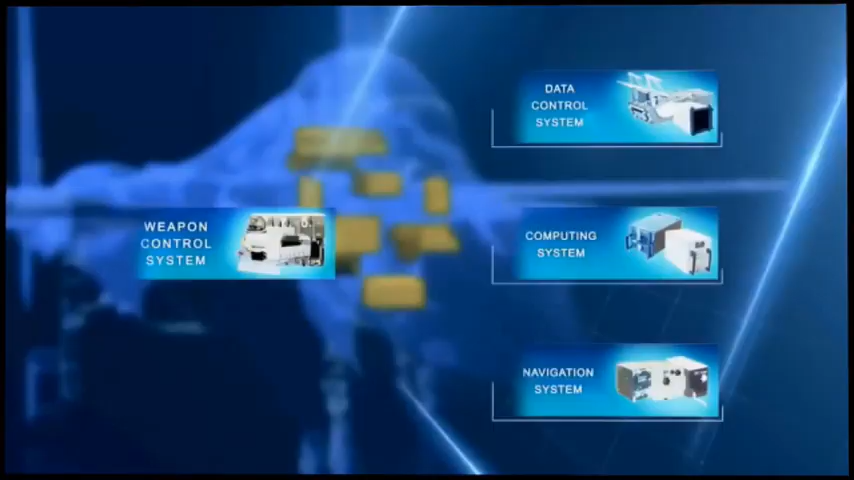 DATA
CONTROL
SYSTEM
WEAPON
CONTROL
SYSTEM
COMPUTING
SYSTEM
NAVIGATION
SYSTEM